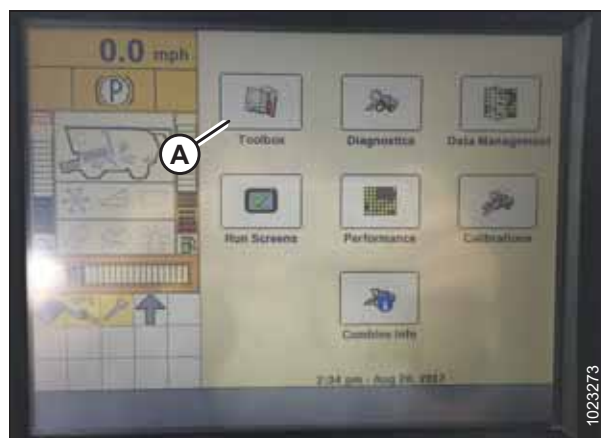 0.0 mph
(P)
A
Toolbox
Diagnostics
Data Management
Run Screens
Performance
Calibrations
Combine Info
2:34 pm - Aug 24, 2017
1023273